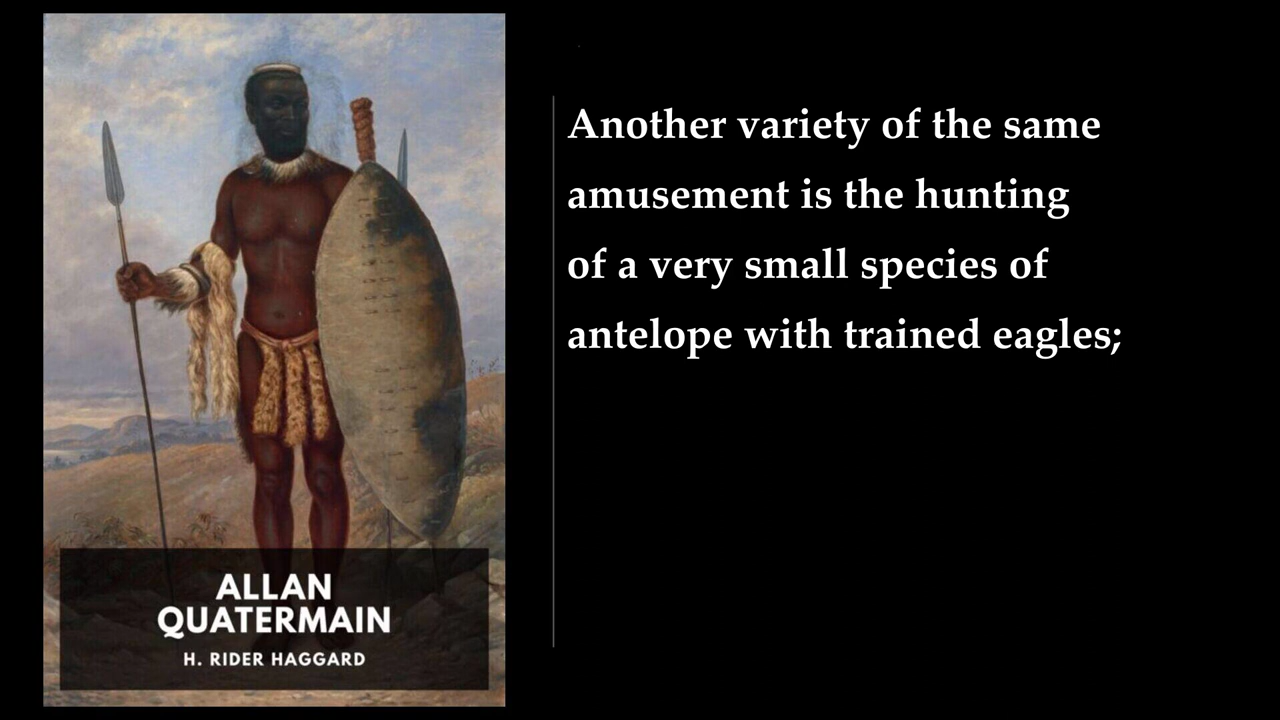 ALLAN
QUATERMAIN
H. RIDER HAGGARD
Another variety of the same
amusement is the hunting
of a very small species of
antelope with trained eagles;